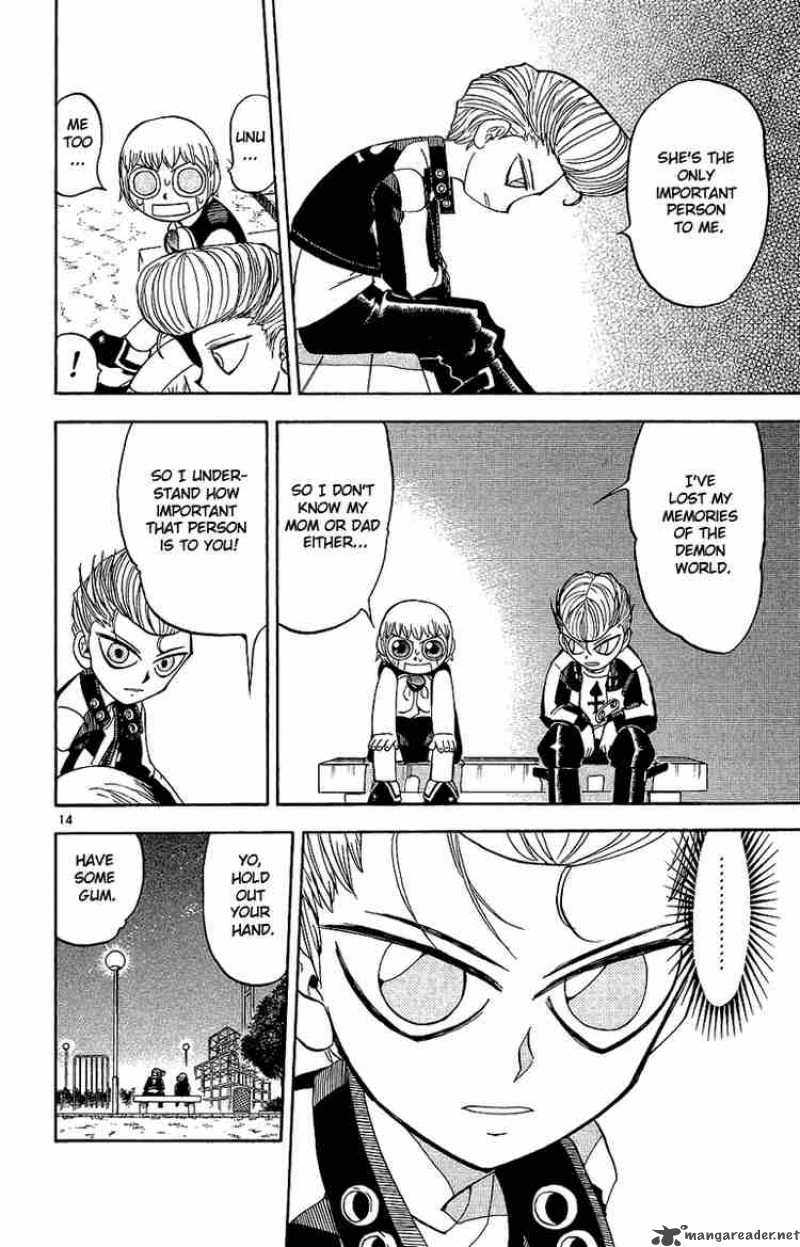 SHE'S THE
ONLY
IMPORTANT
PERSON
TO ME.
UNU
...
ME
TOO
...
!
I'VE
LOST MY
MEMORIES
OF THE
DEMON
WORLD.
SO I DON'T
KNOW MY
MOM OR DAD
EITHER...
SO I UNDER-
STAND HOW
IMPORTANT
THAT PERSON
IS TO YOU!
14
.........
YO,
HOLD
OUT
YOUR
HAND.
HAVE
SOME
GUM.
mangareader.net